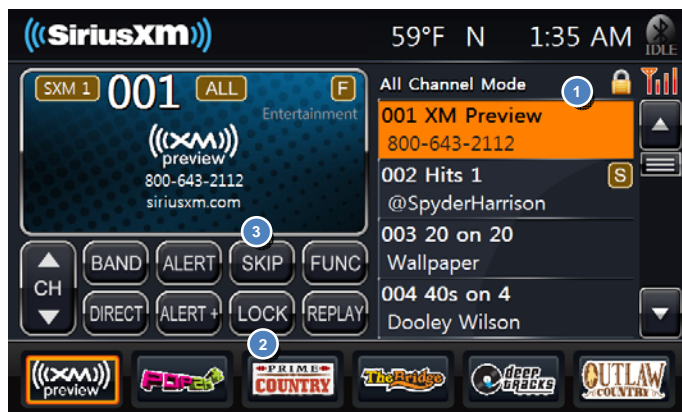 ((SiriusXM))
59°F N 1:35 AM
IDLE
SXM 1 001 ALL F
Entertainment
((XM))
preview
800-643-2112
siriusxm.com
CH
BAND ALERT SKIP FUNC
DIRECT ALERT + LOCK REPLAY
3
2
All Channel Mode
1
001 XM Preview
800-643-2112
002 Hits 1 S
@SpyderHarrison
003 20 on 20
Wallpaper
004 40s on 4
Dooley Wilson
((XM))
preview
POP2K
PRIME
COUNTRY
The Bridge
deep
tracks
OUTLAW
COUNTRY